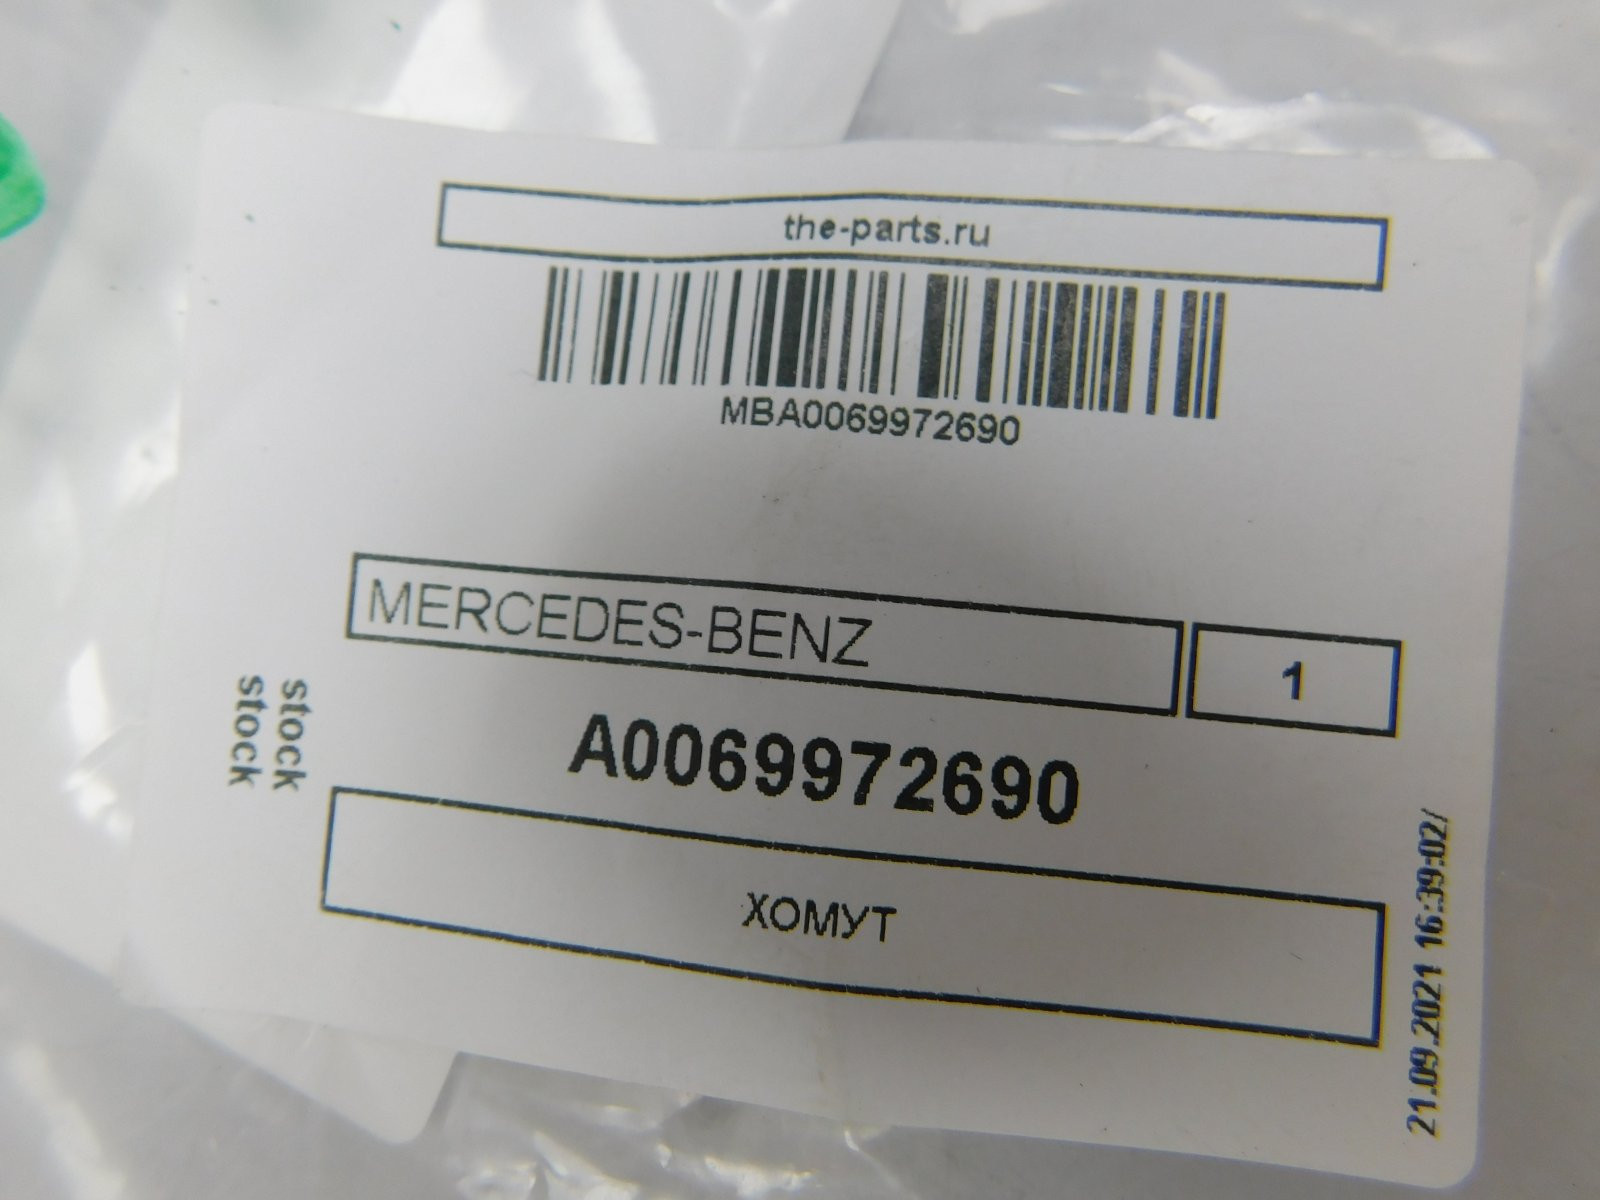 the-parts.ru
MBA0069972690
MERCEDES-BENZ
1
A0069972690
ХОМУТ
stock
stock
21.09.2021 16:39:02/